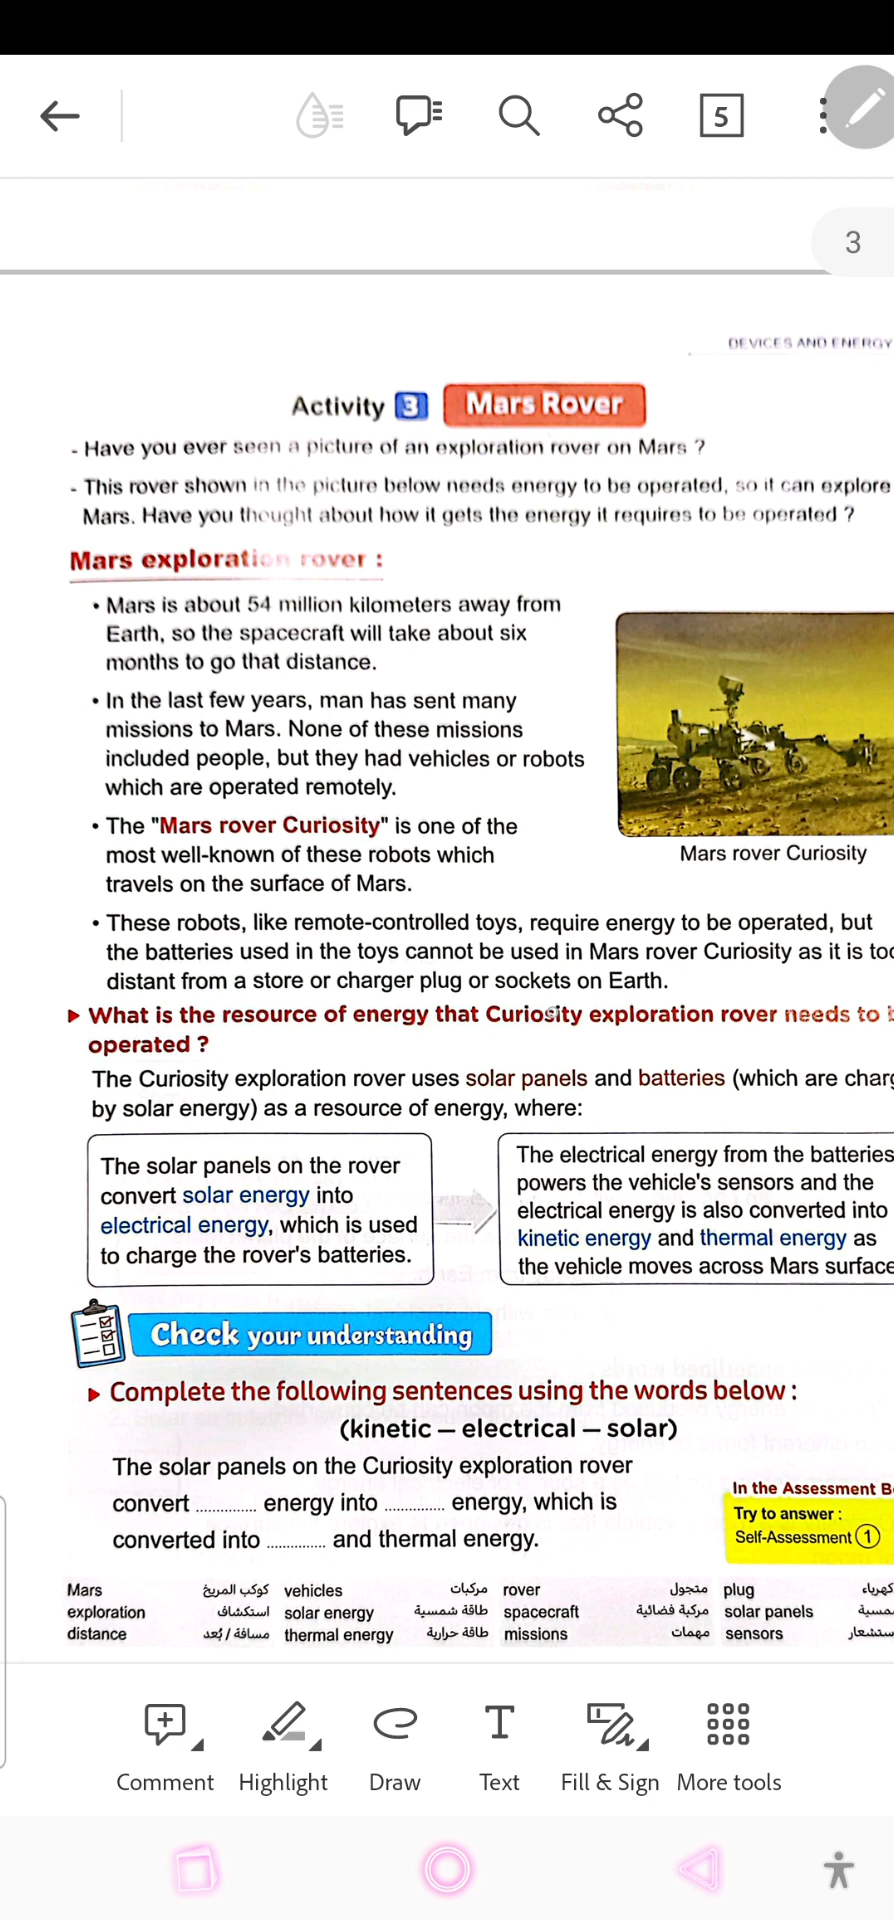 5
3
DEVICES AND ENERGY
Activity 3 Mars Rover
- Have you ever seen a picture of an exploration rover on Mars ?
- This rover shown in the picture below needs energy to be operated, so it can explore
Mars. Have you thought about how it gets the energy it requires to be operated ?
Mars exploration rover :
• Mars is about 54 million kilometers away from
Earth, so the spacecraft will take about six
months to go that distance.
• In the last few years, man has sent many
missions to Mars. None of these missions
included people, but they had vehicles or robots
which are operated remotely.
• The "Mars rover Curiosity" is one of the
most well-known of these robots which
travels on the surface of Mars.
Mars rover Curiosity
• These robots, like remote-controlled toys, require energy to be operated, but
the batteries used in the toys cannot be used in Mars rover Curiosity as it is
distant from a store or charger plug or sockets on Earth.
What is the resource of energy that Curiosity exploration rover needs to
operated ?
The Curiosity exploration rover uses solar panels and batteries (which are
by solar energy) as a resource of energy, where:
The solar panels on the rover
convert solar energy into
electrical energy, which is used
to charge the rover's batteries.
The electrical energy from the batteries
powers the vehicle's sensors and the
electrical energy is also converted into
kinetic energy and thermal energy as
the vehicle moves across Mars surface
Check your understanding
Complete the following sentences using the words below :
(kinetic – electrical – solar)
The solar panels on the Curiosity exploration rover
convert ............. energy into ............. energy, which is
converted into ............. and thermal energy.
In the Assessment
Try to answer :
Self-Assessment 1
Mars كوكب المريخ vehicles مركبات rover متجول plug كهرباء
exploration استكشاف solar energy طاقة شمسية spacecraft مركبة فضائية solar panels
distance مسافة / بُعد thermal energy طاقة حرارية missions مهمات sensors
Comment Highlight Draw Text Fill & Sign More tools